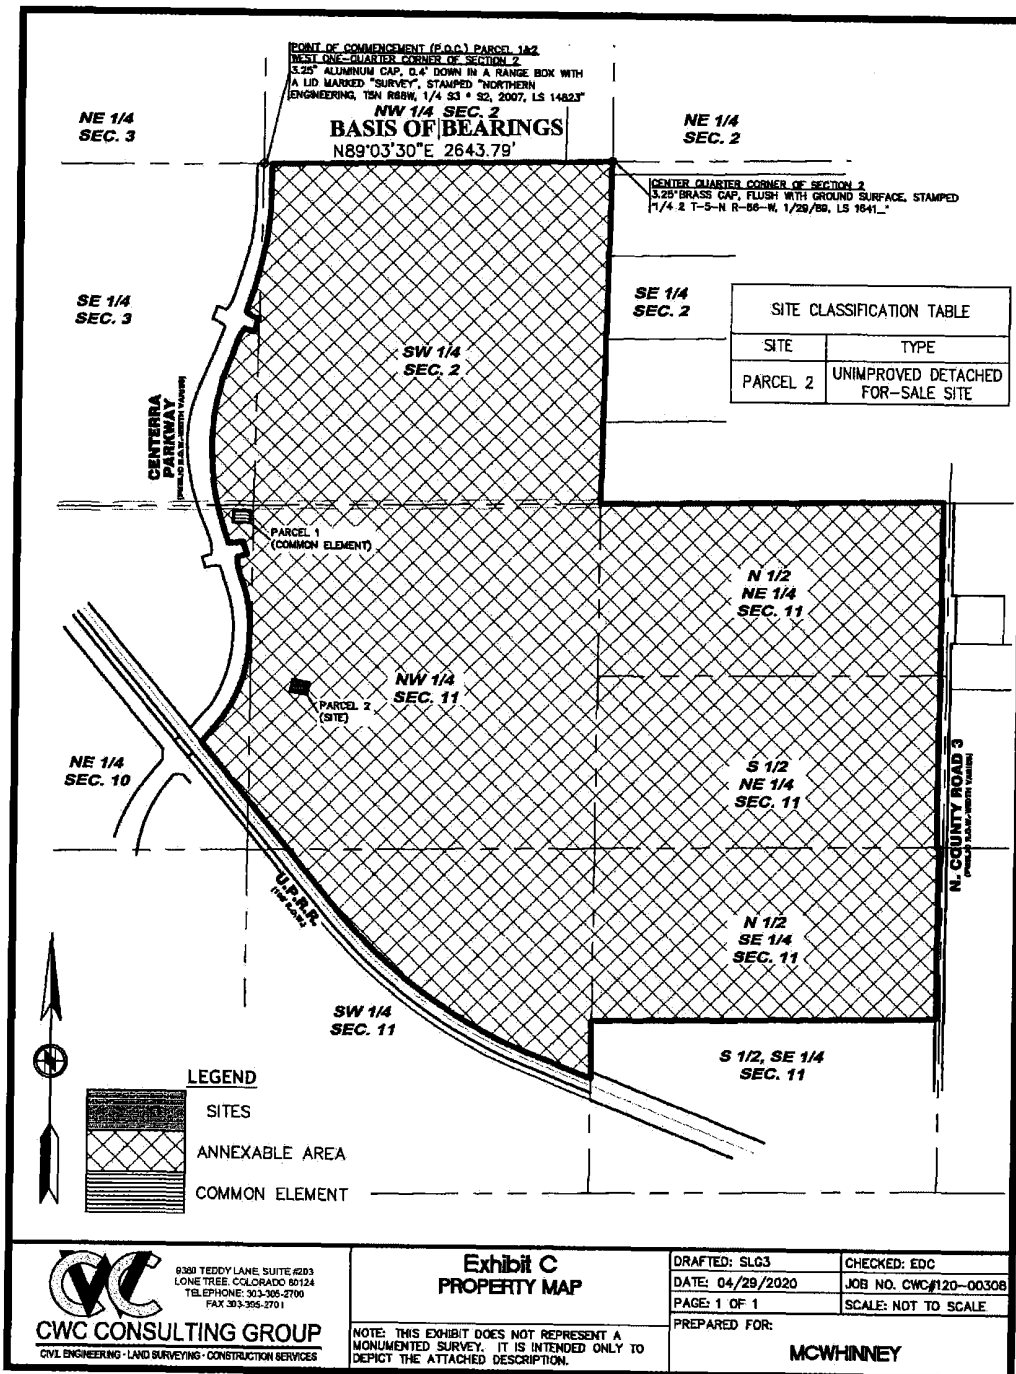 POINT OF COMMENCEMENT (P.O.C.) PARCEL 1&2
WEST ONE-QUARTER CORNER OF SECTION 2
3.25" ALUMINUM CAP, 0.4' DOWN IN A RANGE BOX WITH
A LID MARKED "SURVEY", STAMPED "NORTHERN
ENGINEERING, T5N R68W, 1/4 S3 + S2, 2007, LS 14823"
NW 1/4 SEC. 2
BASIS OF BEARINGS
N89°03'30"E 2643.79'
NE 1/4
SEC. 3
NE 1/4
SEC. 2
CENTER QUARTER CORNER OF SECTION 2
3.25" BRASS CAP, FLUSH WITH GROUND SURFACE, STAMPED
SE 1/4
SEC. 3
SE 1/4
SEC. 2
SITE CLASSIFICATION TABLE
SITE TYPE
PARCEL 2 UNIMPROVED DETACHED
FOR-SALE SITE
SW 1/4
SEC. 2
CENTERRA
PARKWAY
PARCEL 1
(COMMON ELEMENT)
N 1/2
NE 1/4
SEC. 11
NW 1/4
SEC. 11
PARCEL 2
(SITE)
NE 1/4
SEC. 10
S 1/2
NE 1/4
SEC. 11
N. COUNTY ROAD 3
U.P.R.R.
N 1/2
SE 1/4
SEC. 11
SW 1/4
SEC. 11
S 1/2, SE 1/4
SEC. 11
LEGEND
SITES
ANNEXABLE AREA
COMMON ELEMENT
CWC
9360 TEDDY LANE, SUITE #203
LONE TREE, COLORADO 80124
TELEPHONE: 303-395-2700
FAX 303-395-2701
CWC CONSULTING GROUP
CIVIL ENGINEERING · LAND SURVEYING · CONSTRUCTION SERVICES
Exhibit C
PROPERTY MAP
NOTE: THIS EXHIBIT DOES NOT REPRESENT A
MONUMENTED SURVEY. IT IS INTENDED ONLY TO
DEPICT THE ATTACHED DESCRIPTION.
DRAFTED: SLG3
CHECKED: EDC
DATE: 04/29/2020
JOB NO. CWC#120-00308
PAGE: 1 OF 1
SCALE: NOT TO SCALE
PREPARED FOR:
MCWHINNEY